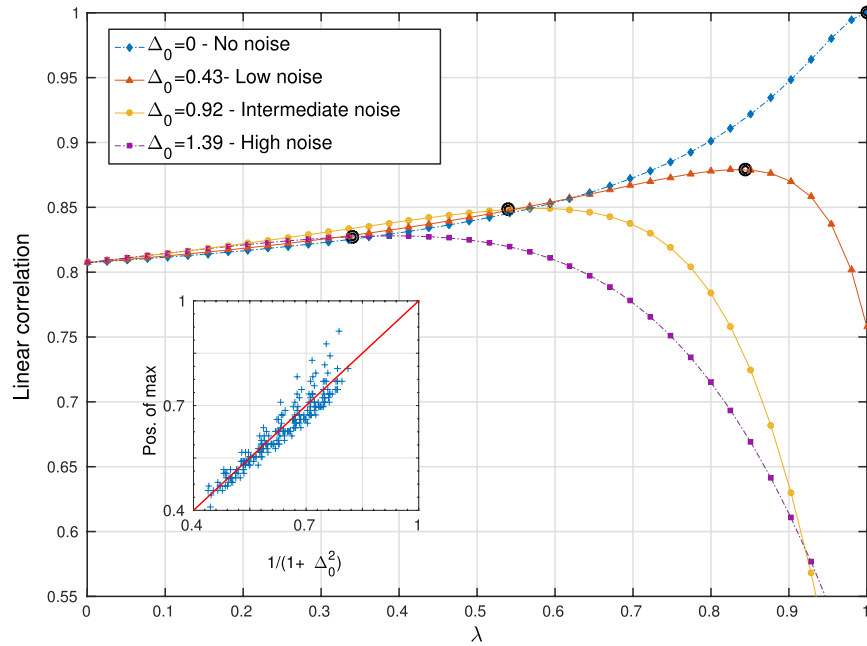 Δ0=0 - No noise
Δ0=0.43- Low noise
Δ0=0.92 - Intermediate noise
Δ0=1.39 - High noise
1
0.95
0.9
0.85
0.8
0.75
0.7
0.65
0.6
0.55
Linear correlation
0 0.1 0.2 0.3 0.4 0.5 0.6 0.7 0.8 0.9 1
λ
1
0.7
0.4
Pos. of max
0.4 0.7 1
1/(1+ Δ0^2)